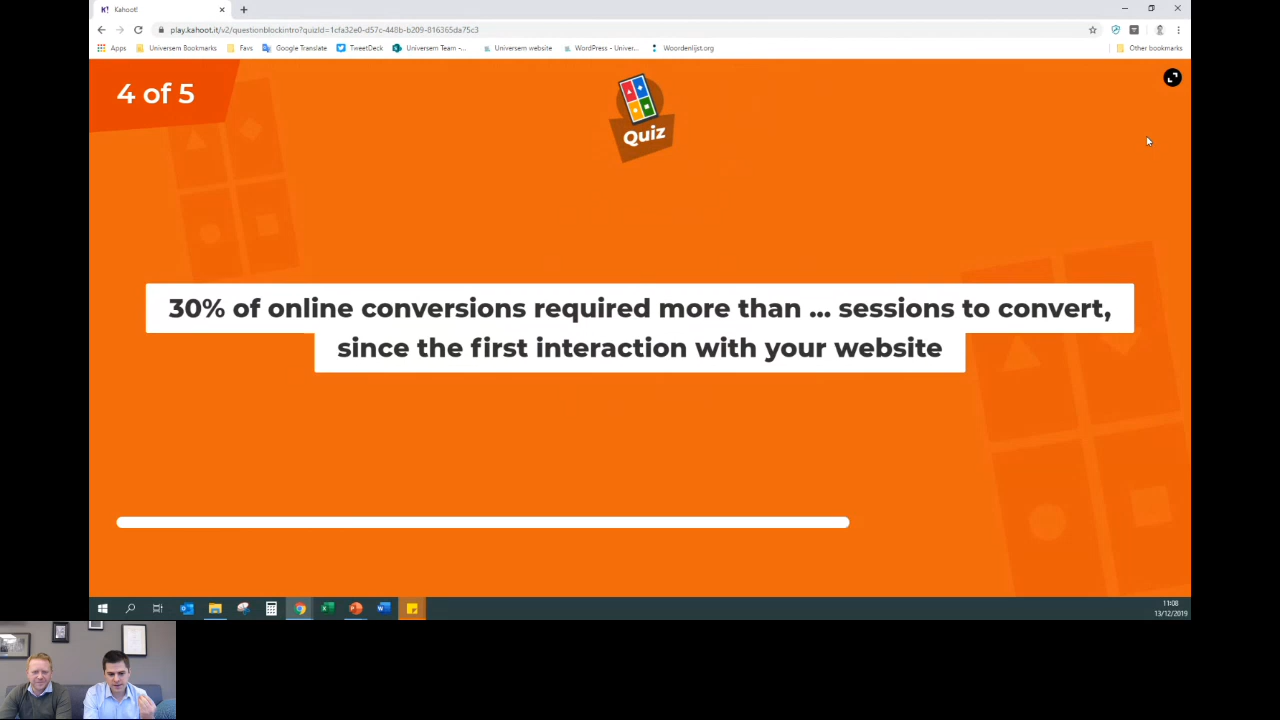 Kahoot!
play.kahoot.it/v2/questionblockintro?quizId=1cfa32e0-d57c-448b-b209-816365da75c3
Apps
Universem Bookmarks
Favs
Google Translate
TweetDeck
Universem Team -...
Universem website
WordPress - Univer...
Woordenlijst.org
Other bookmarks
4 of 5
Quiz
30% of online conversions required more than ... sessions to convert,
since the first interaction with your website
11:08
13/12/2019